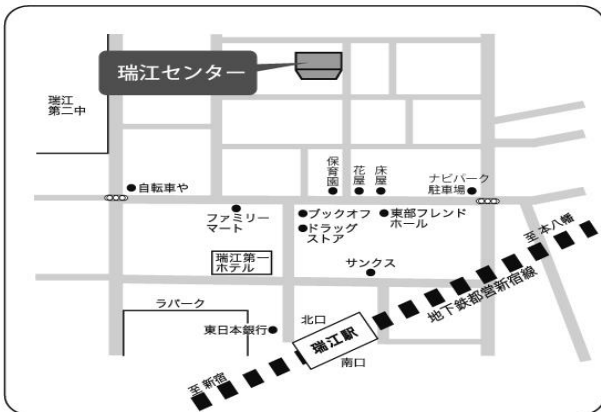 瑞江センター
瑞江
第二中
保育園
花屋
床屋
ナビパーク
駐車場
自転車や
ファミリー
マート
ブックオフ
ドラッグ
ストア
東部フレンド
ホール
至 本八幡
瑞江第一
ホテル
サンクス
地下鉄都営新宿線
ラパーク
北口
東日本銀行
瑞江駅
南口
至 新宿